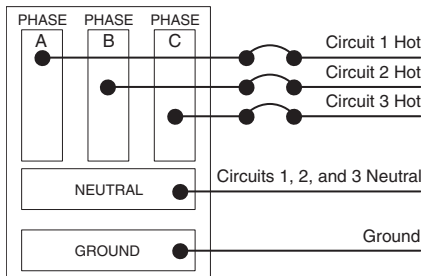 PHASE PHASE PHASE
A B C
Circuit 1 Hot
Circuit 2 Hot
Circuit 3 Hot
NEUTRAL
Circuits 1, 2, and 3 Neutral
GROUND
Ground